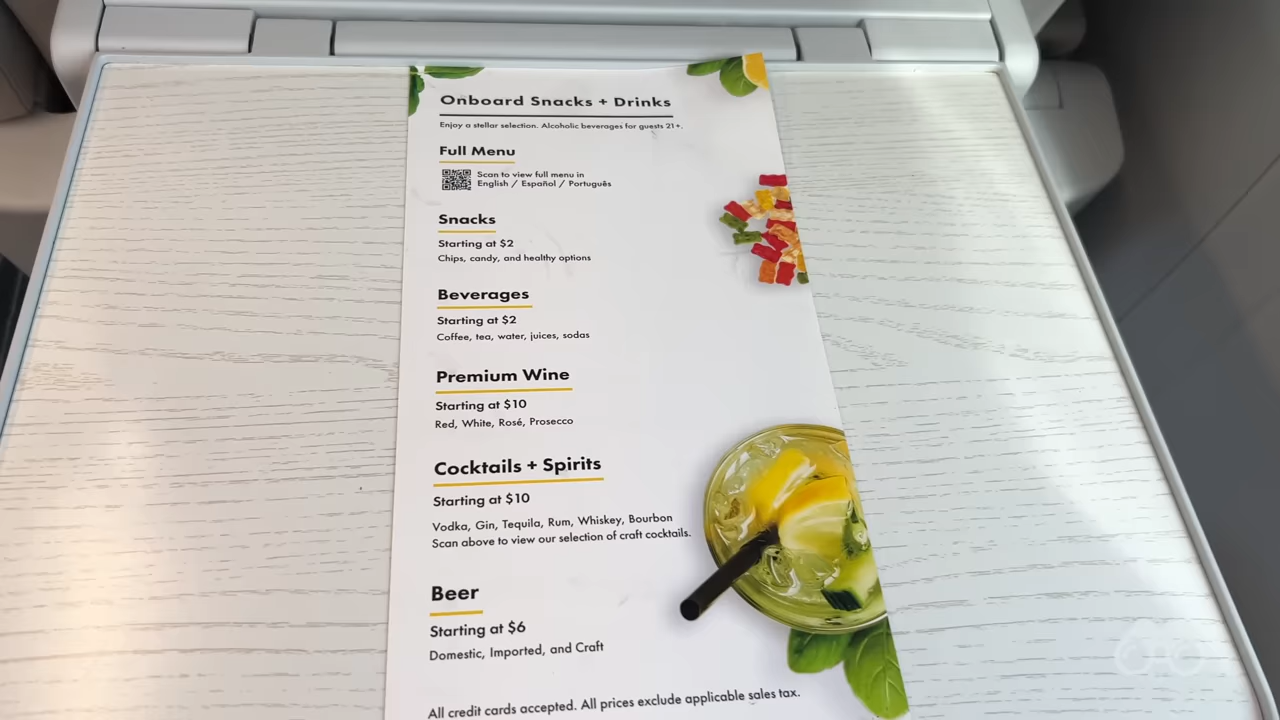 Onboard Snacks + Drinks
Enjoy a stellar selection. Alcoholic beverages for guests 21+.
Full Menu
Scan to view full menu in
English / Español / Português
Snacks
Starting at $2
Chips, candy, and healthy options
Beverages
Starting at $2
Coffee, tea, water, juices, sodas
Premium Wine
Starting at $10
Red, White, Rosé, Prosecco
Cocktails + Spirits
Starting at $10
Vodka, Gin, Tequila, Rum, Whiskey, Bourbon
Scan above to view our selection of craft cocktails.
Beer
Starting at $6
Domestic, Imported, and Craft
All credit cards accepted. All prices exclude applicable sales tax.